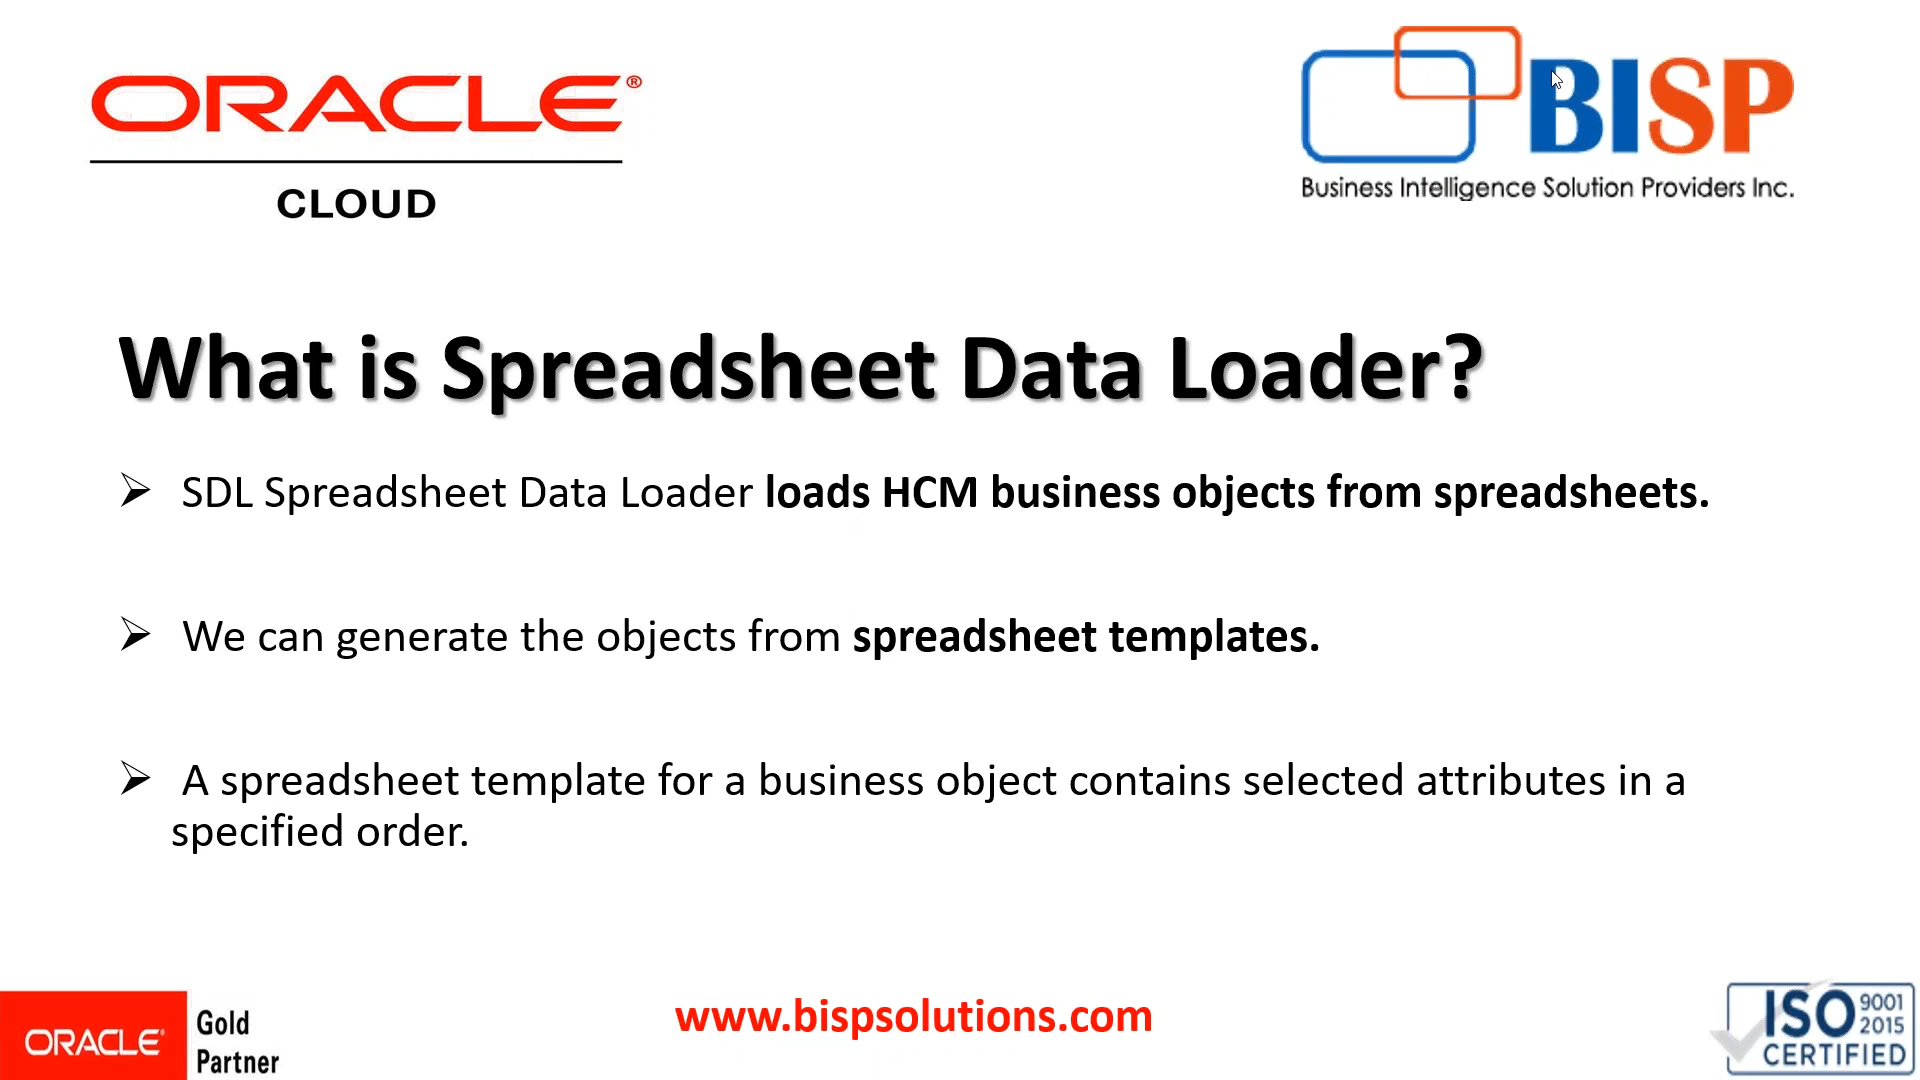 ORACLE®
CLOUD
BISP
Business Intelligence Solution Providers Inc.
What is Spreadsheet Data Loader?
➢ SDL Spreadsheet Data Loader loads HCM business objects from spreadsheets.
➢ We can generate the objects from spreadsheet templates.
➢ A spreadsheet template for a business object contains selected attributes in a
specified order.
ORACLE®
Gold
Partner
www.bispsolutions.com
ISO 9001
2015
CERTIFIED